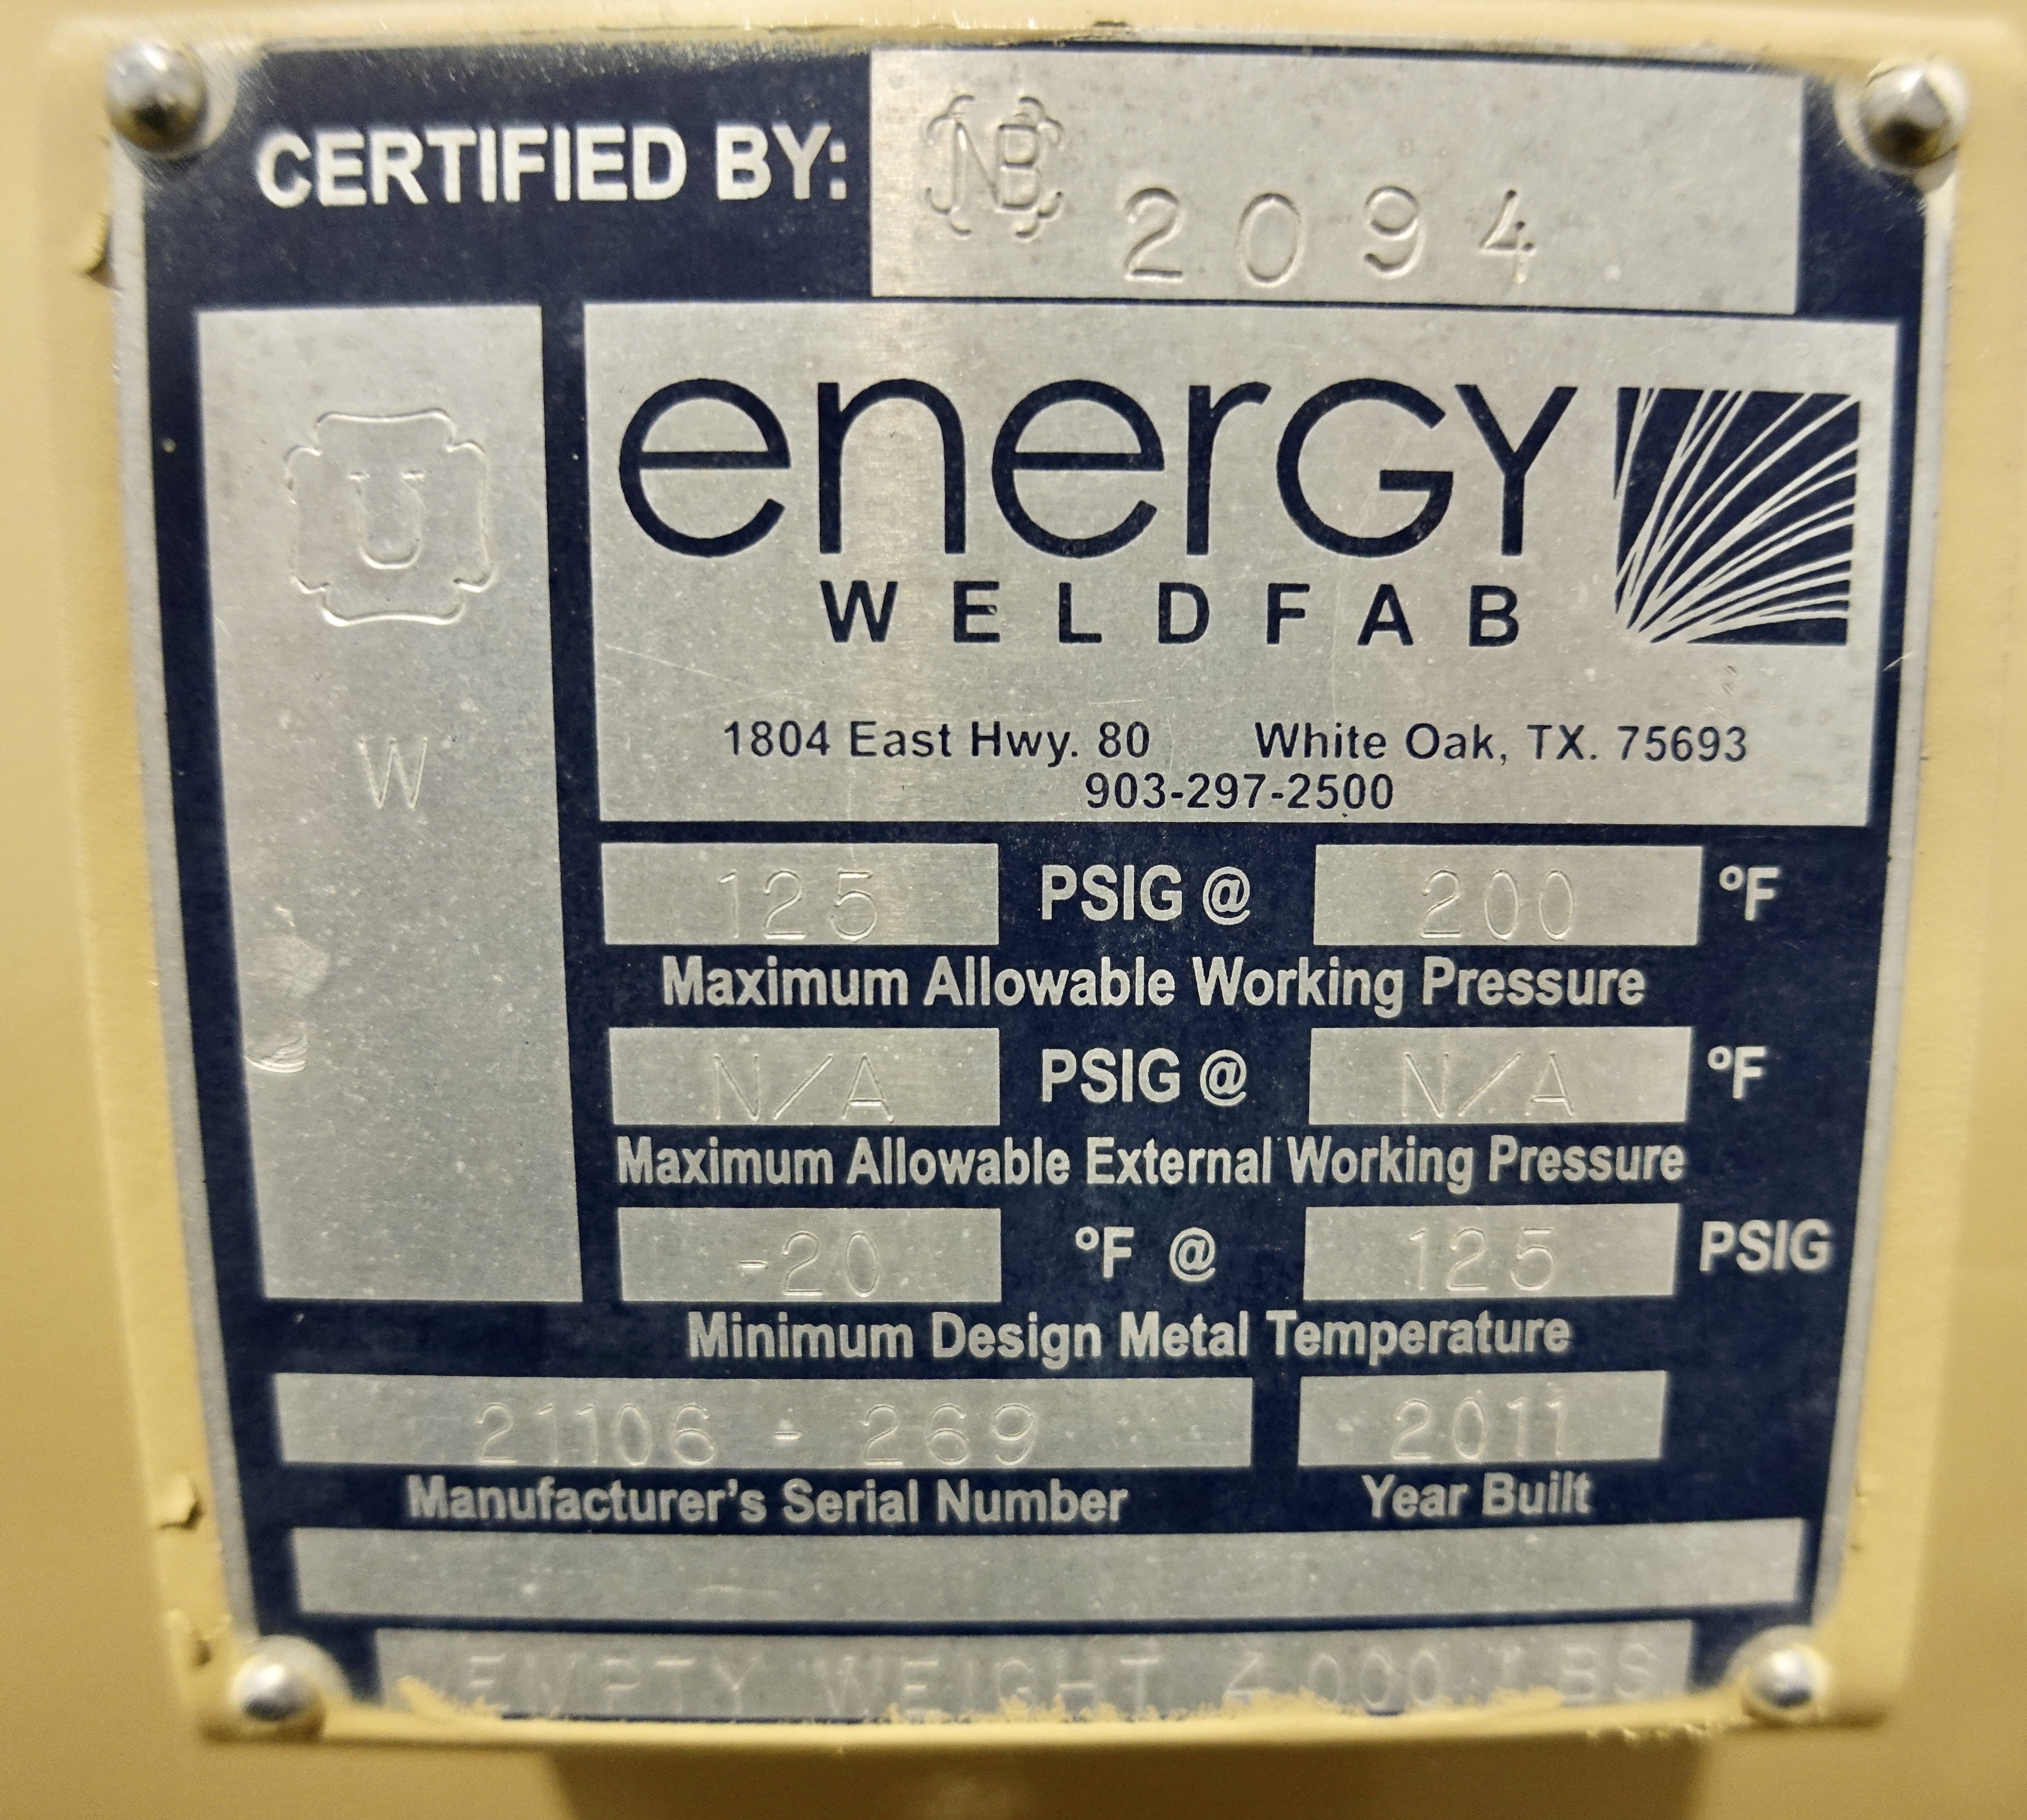 CERTIFIED BY: NB 2094
U
W
enerGY
WELDFAB
1804 East Hwy. 80 White Oak, TX. 75693
903-297-2500
125 PSIG @ 200 °F
Maximum Allowable Working Pressure
N/A PSIG @ N/A °F
Maximum Allowable External Working Pressure
-20 °F @ 125 PSIG
Minimum Design Metal Temperature
21106 - 269 2011
Manufacturer's Serial Number Year Built
EMPTY WEIGHT 4000 LBS